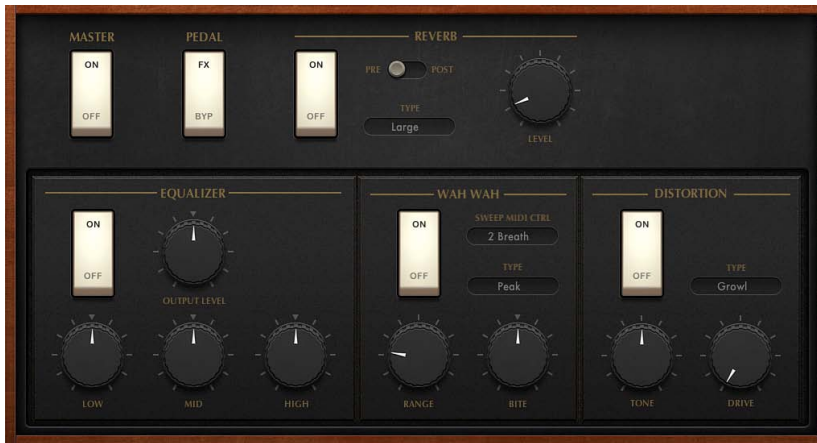 MASTER PEDAL REVERB
ON FX ON
PRE POST
TYPE
OFF BYP Large OFF
LEVEL
EQUALIZER WAH WAH DISTORTION
ON ON SWEEP MIDI CTRL ON
2 Breath
OFF OFF TYPE OFF TYPE
Peak Growl
OUTPUT LEVEL
LOW MID HIGH RANGE BITE TONE DRIVE